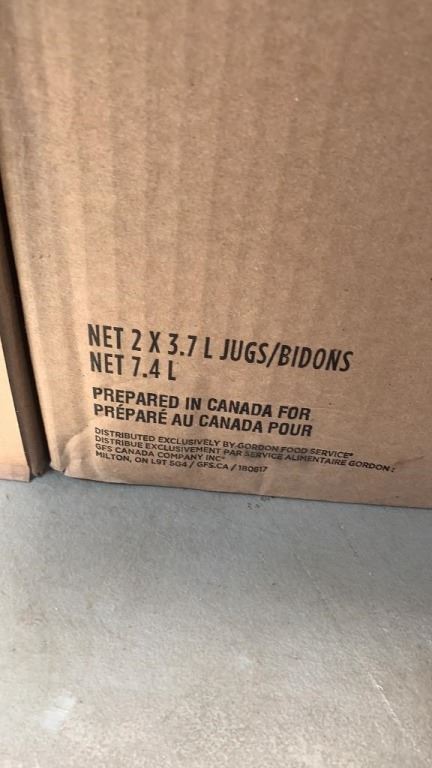 NET 2 X 3.7 L JUGS/BIDONS
NET 7.4 L
PREPARED IN CANADA FOR
PRÉPARÉ AU CANADA POUR
DISTRIBUTED EXCLUSIVELY BY GORDON FOOD SERVICE®
DISTRIBUE EXCLUSIVEMENT PAR SERVICE ALIMENTAIRE GORDON:
GFS CANADA COMPANY INC
MILTON, ON L9T 5G4 / GFS.CA / 180617